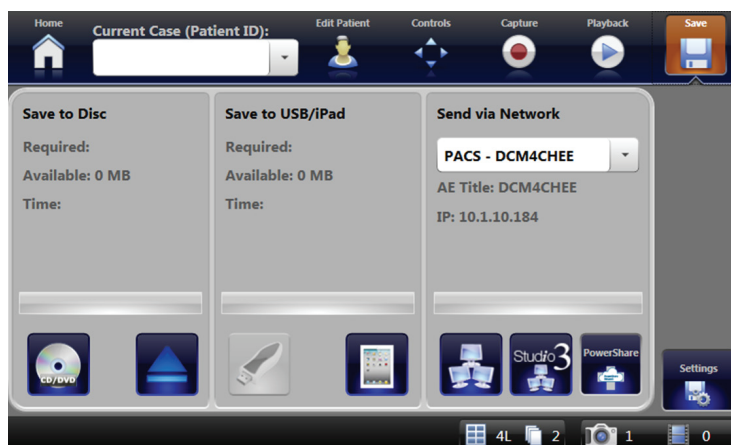 Home
Current Case (Patient ID):
Edit Patient
Controls
Capture
Playback
Save
Save to Disc
Required:
Available: 0 MB
Time:
Save to USB/iPad
Required:
Available: 0 MB
Time:
Send via Network
PACS - DCM4CHEE
AE Title: DCM4CHEE
IP: 10.1.10.184
CD/DVD
Studio3
PowerShare
Settings
4L
2
1
0